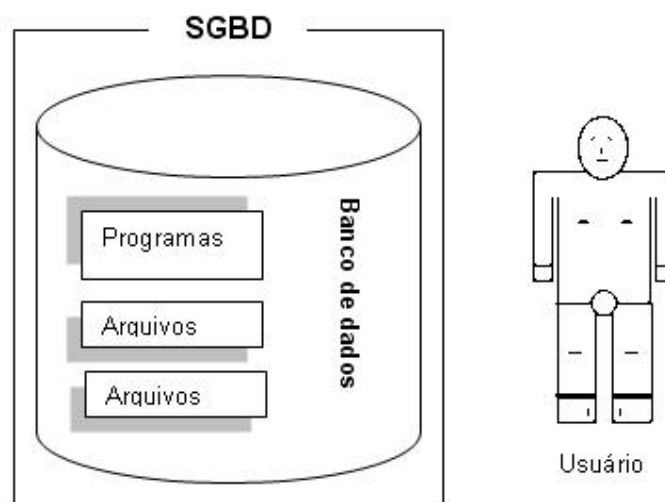 SGBD
Programas
Arquivos
Arquivos
Banco de dados
Usuário